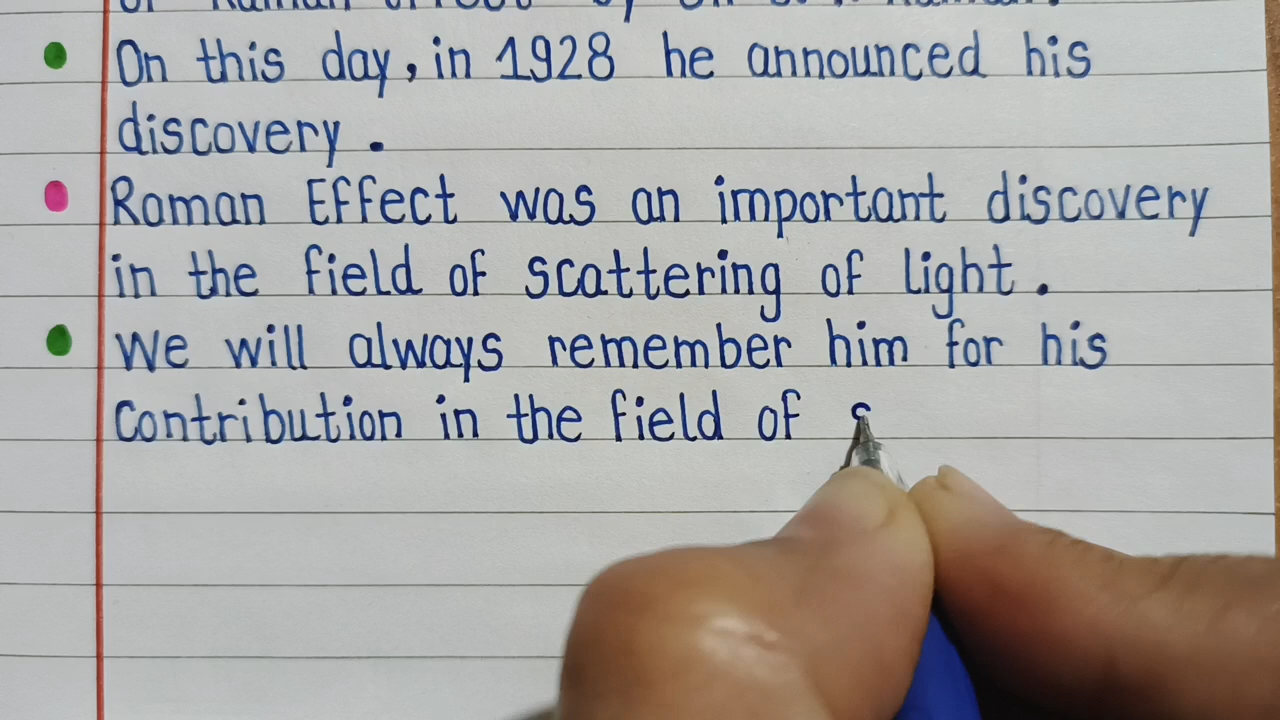 On this day, in 1928 he announced his
discovery.
Roman Effect was an important discovery
in the field of scattering of light.
We will always remember him for his
Contribution in the field of